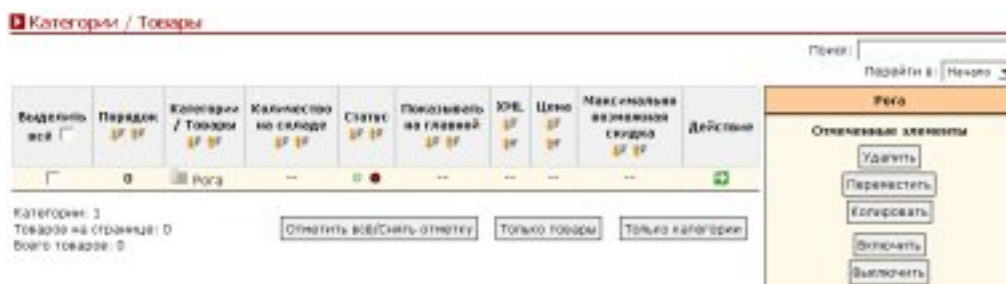 Категории / Товары
Поиск:
Перейти в: Начало
Выделить всё
Порядок
Категории / Товары
Количество на складе
Статус
Показывать на главной
XML
Цена
Максимально возможная скидка
Действие
Рога
Отмеченные элементы
0 Рога -- -- -- -- --
Удалить
Переместить
Копировать
Категории: 1
Товаров на странице: 0
Всего товаров: 0
Отметить всё/Снять отметку
Только товары
Только категории
Включить
Выключить